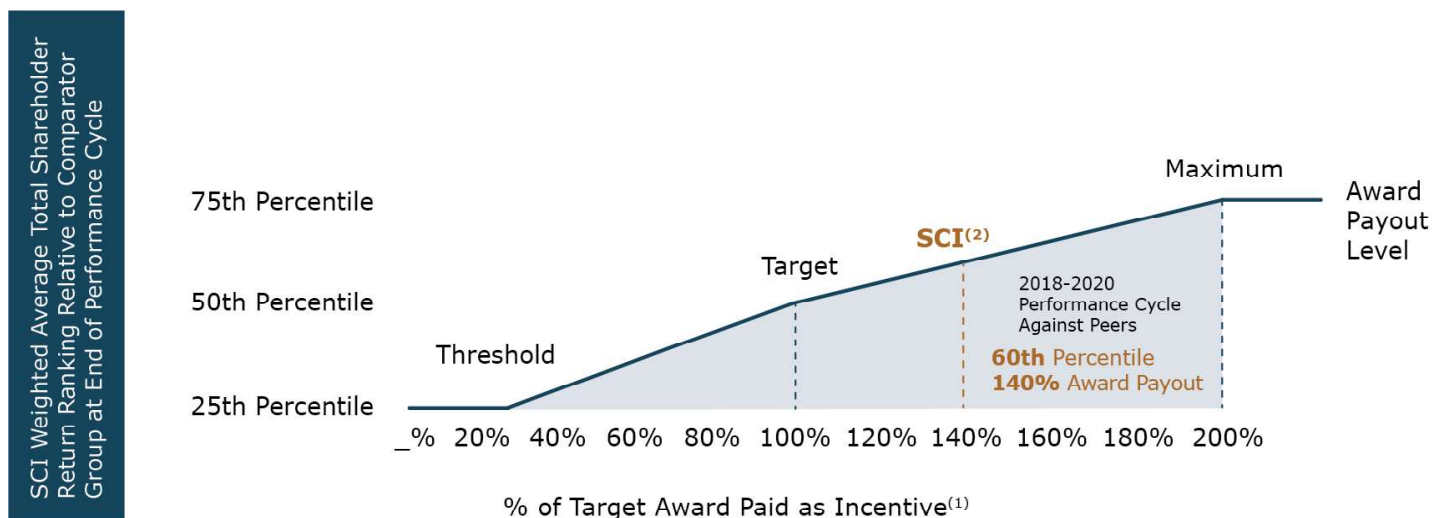 SCI Weighted Average Total Shareholder
Return Ranking Relative to Comparator
Group at End of Performance Cycle
Maximum
75th Percentile
Award
Payout
Level
SCI(2)
Target
2018-2020
Performance Cycle
Against Peers
50th Percentile
Threshold
60th Percentile
140% Award Payout
25th Percentile
_% 20% 40% 60% 80% 100% 120% 140% 160% 180% 200%
% of Target Award Paid as Incentive(1)